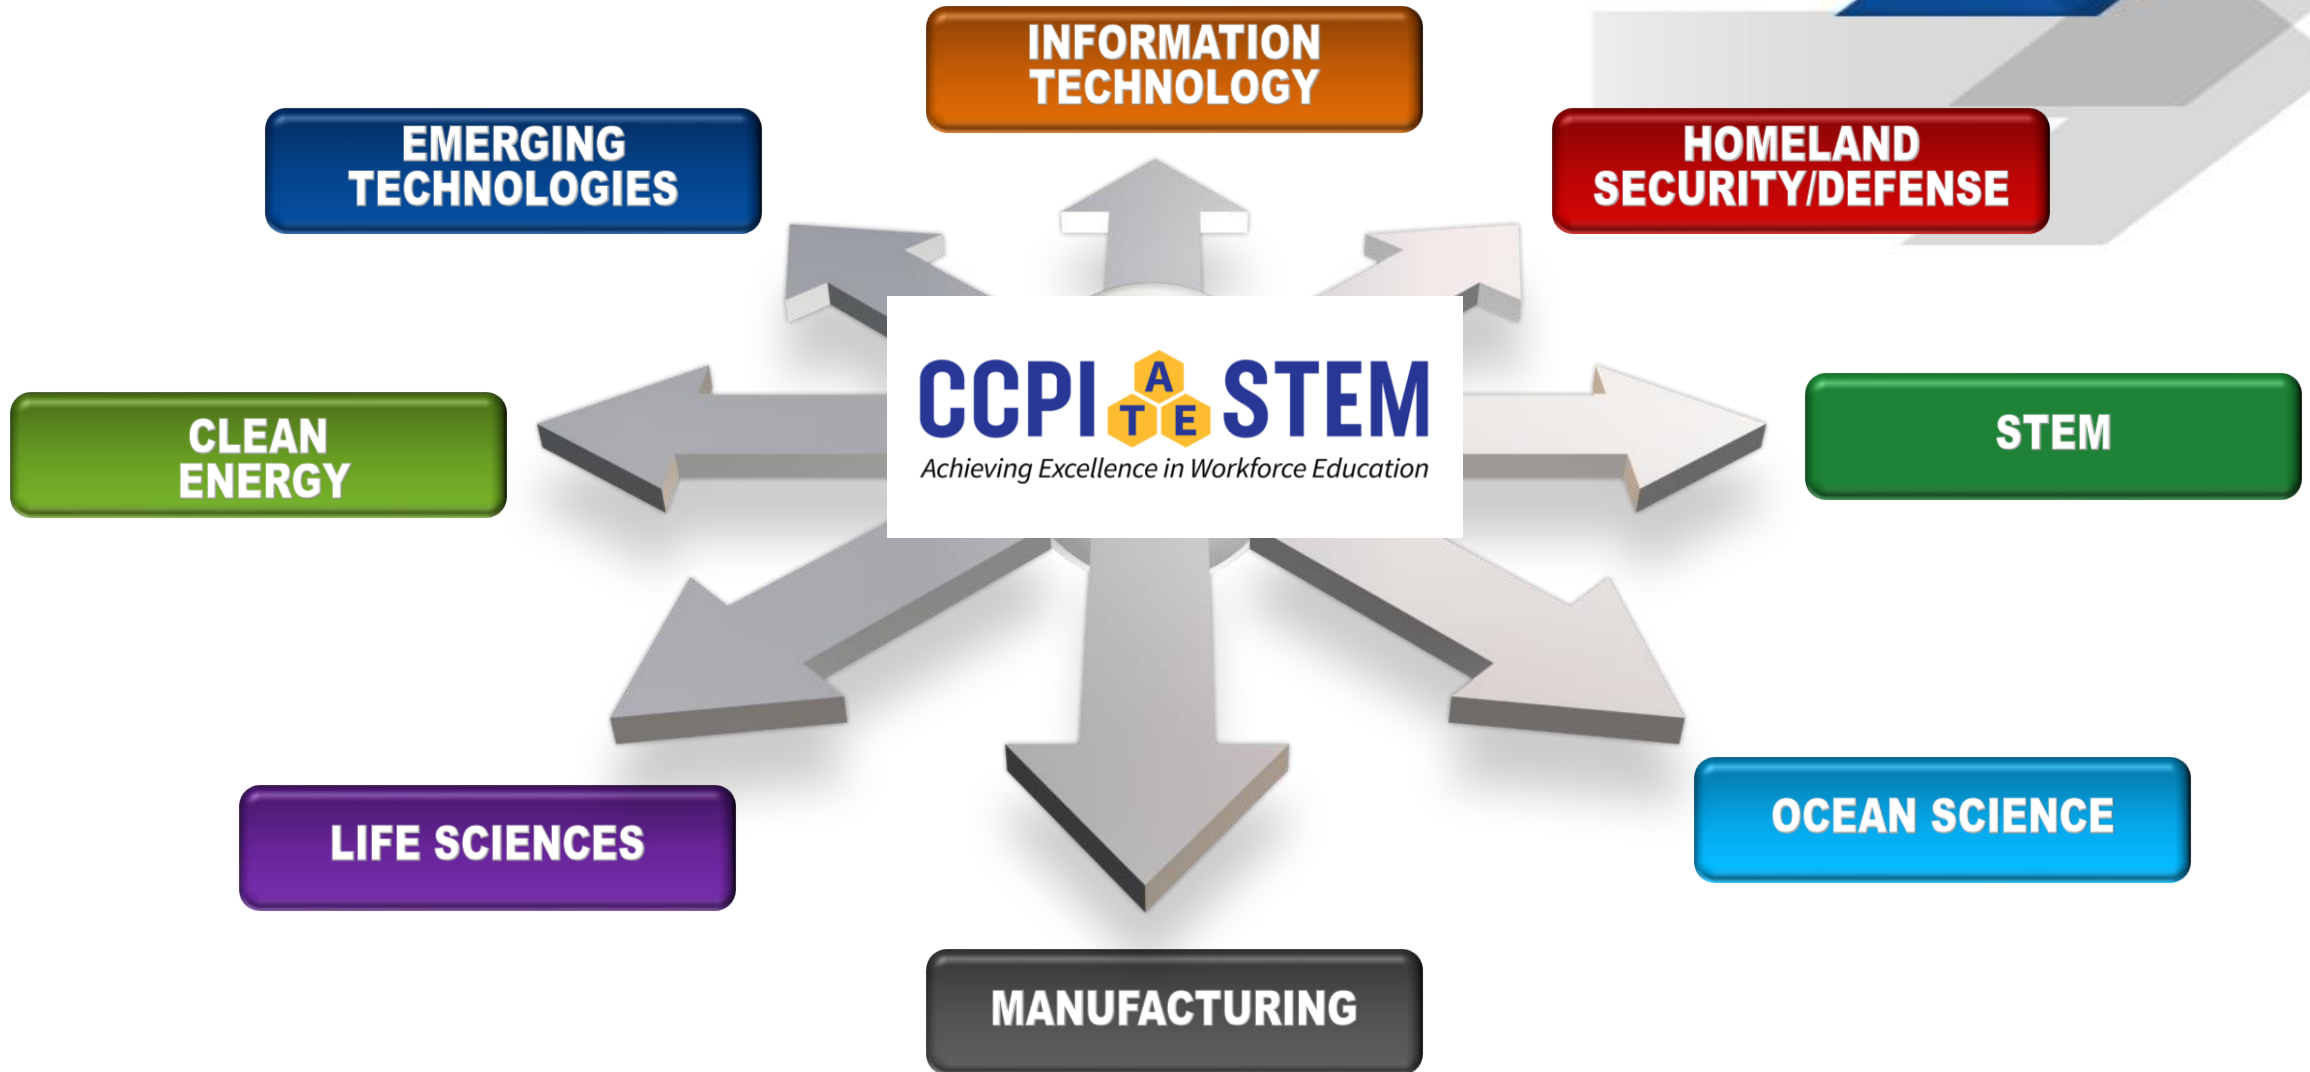 INFORMATION
TECHNOLOGY
EMERGING
TECHNOLOGIES
HOMELAND
SECURITY/DEFENSE
CCPI ATE STEM
Achieving Excellence in Workforce Education
CLEAN
ENERGY
STEM
LIFE SCIENCES
OCEAN SCIENCE
MANUFACTURING